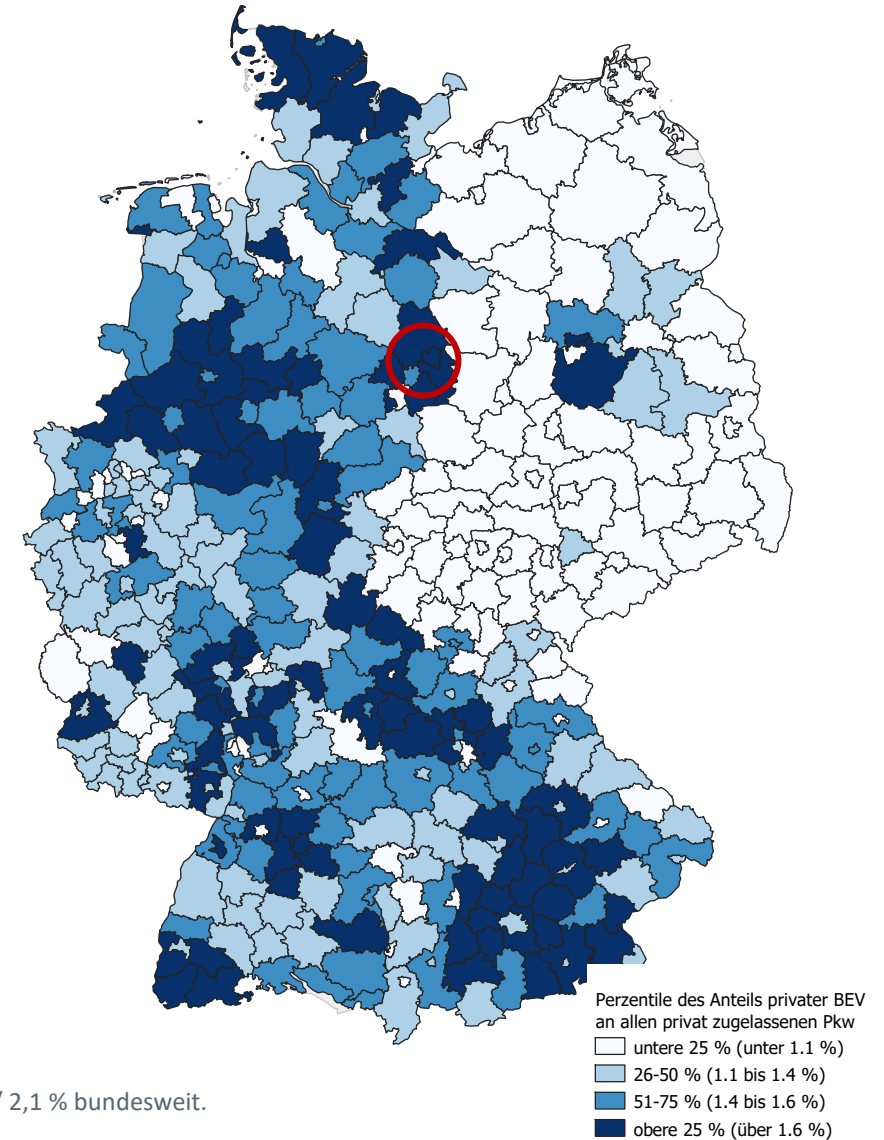 Perzentile des Anteils privater BEV
an allen privat zugelassenen Pkw
untere 25 % (unter 1.1 %)
26-50 % (1.1 bis 1.4 %)
51-75 % (1.4 bis 1.6 %)
obere 25 % (über 1.6 %)
/ 2,1 % bundesweit.